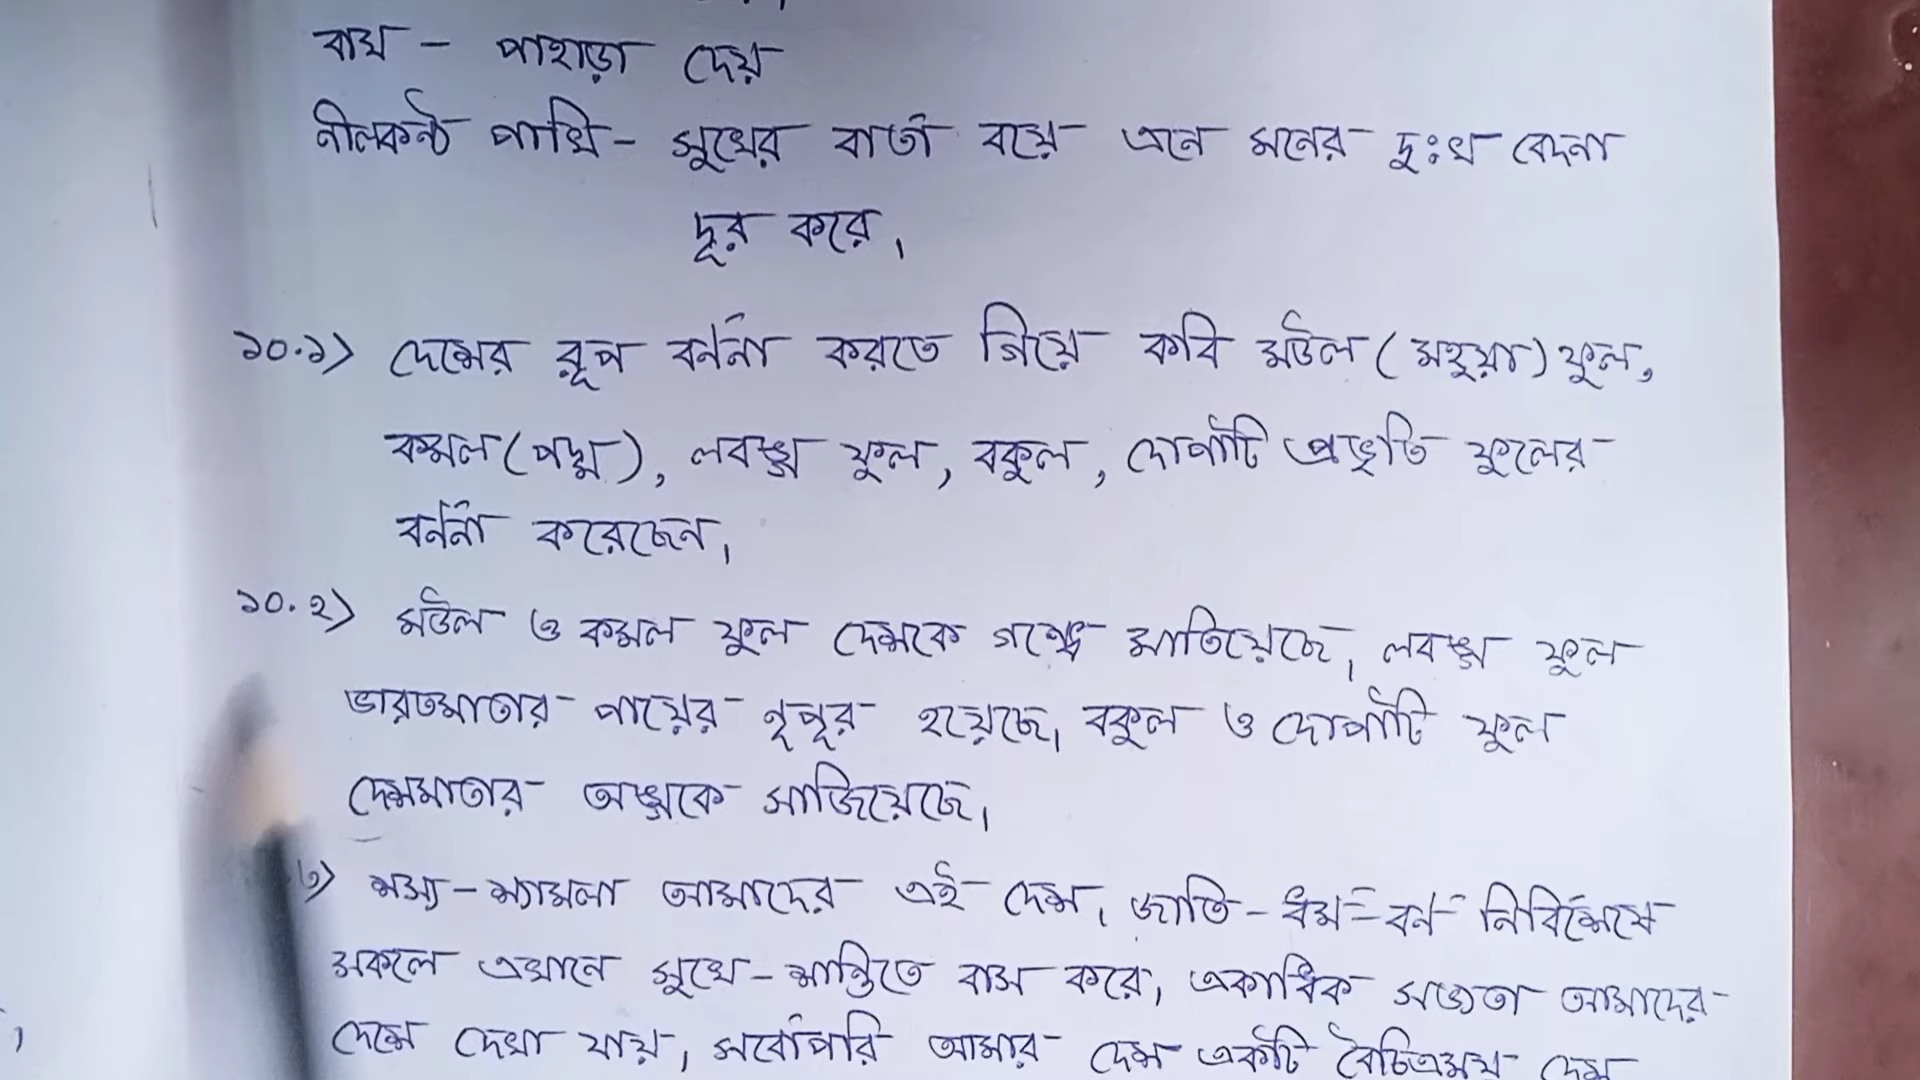 বাঘ - পাহাড়া দেয়
নীলকন্ঠ পাখি - সুখের বার্তা বয়ে এনে মনের দুঃখ বেদনা
দূর করে।
১০.১) দেশের রূপ বর্ননা করতে গিয়ে কবি মউল (মহুয়া) ফুল,
কমল (পদ্ম), লবঙ্গ ফুল, বকুল, দোপাটি প্রভৃতি ফুলের
বর্ননা করেছেন।
১০.২) মউল ও কমল ফুল দেশকে গন্ধে মাতিয়েছে। লবঙ্গ ফুল
ভারতমাতার পায়ের নূপূর হয়েছে। বকুল ও দোপাটি ফুল
দেশমাতার অঙ্গকে সাজিয়েছে।
৩) শস্য-শ্যামলা আমাদের এই দেশ। জাতি-ধর্ম-বর্ন নির্বিশেষে
সকলে এখানে সুখে-শান্তিতে বাস করে। একাধিক সভ্যতা আমাদের
দেশে দেখা যায়। সর্বোপরি আমার দেশ একটি বৈচিত্রময় দেশ